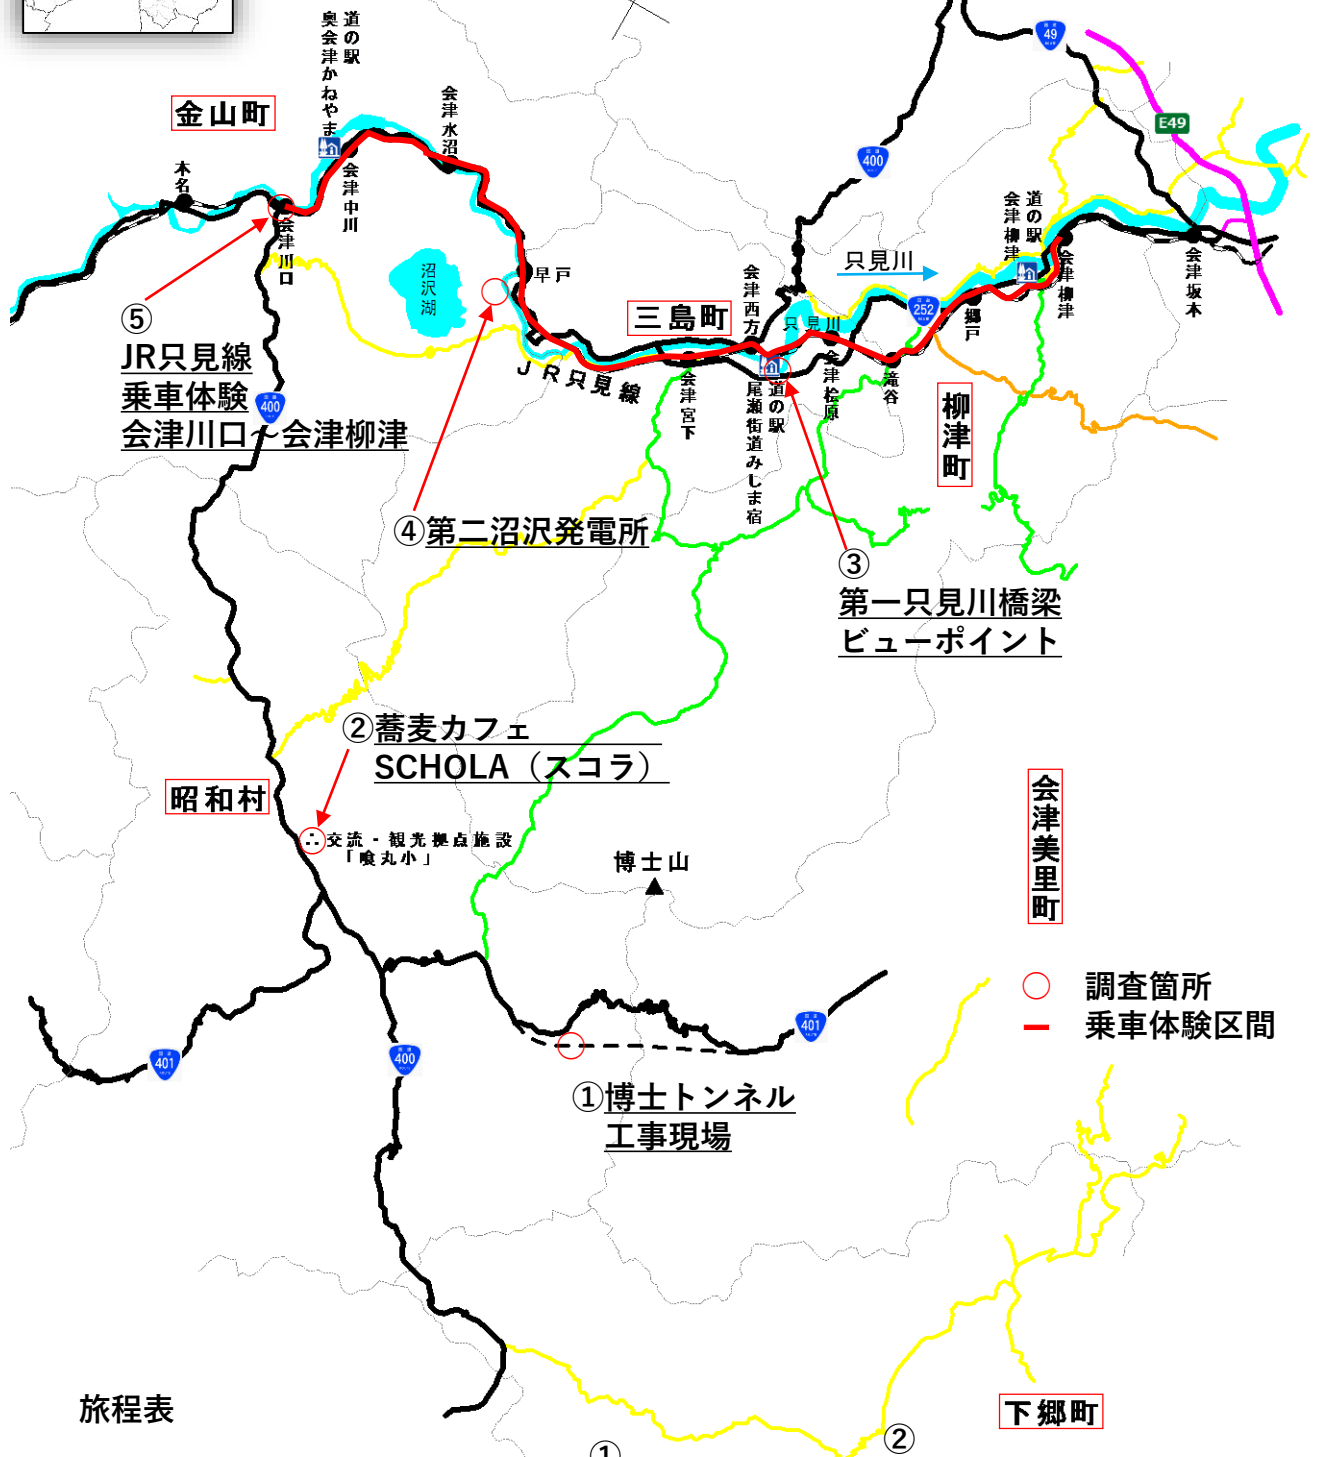 道の駅
奥会津かねやま
金山町
会津水沼
49
E49
400
本名
会津中川
会津川口
道の駅
会津柳津
会津柳津
会津坂本
只見川
沼沢湖
早戸
三島町
会津西方
只見川
252
郷戸
⑤
JR只見線
乗車体験
会津川口～会津柳津
400
JR只見線
会津宮下
道の駅
尾瀬街道みしま宿
会津桧原
滝谷
柳津町
④第二沼沢発電所
③
第一只見川橋梁
ビューポイント
②蕎麦カフェ
SCHOLA（スコラ）
昭和村
交流・観光拠点施設
「喰丸小」
博士山
会津美里町
調査箇所
乗車体験区間
401
401
400
①博士トンネル
工事現場
旅程表
下郷町
①
②